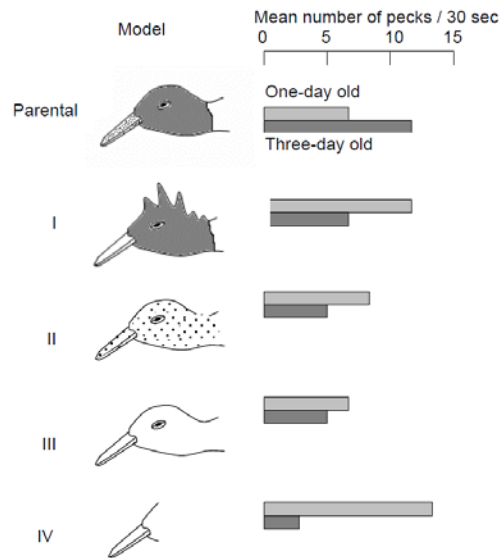 Model
Mean number of pecks / 30 sec
0 5 10 15
Parental
One-day old
Three-day old
I
II
III
IV